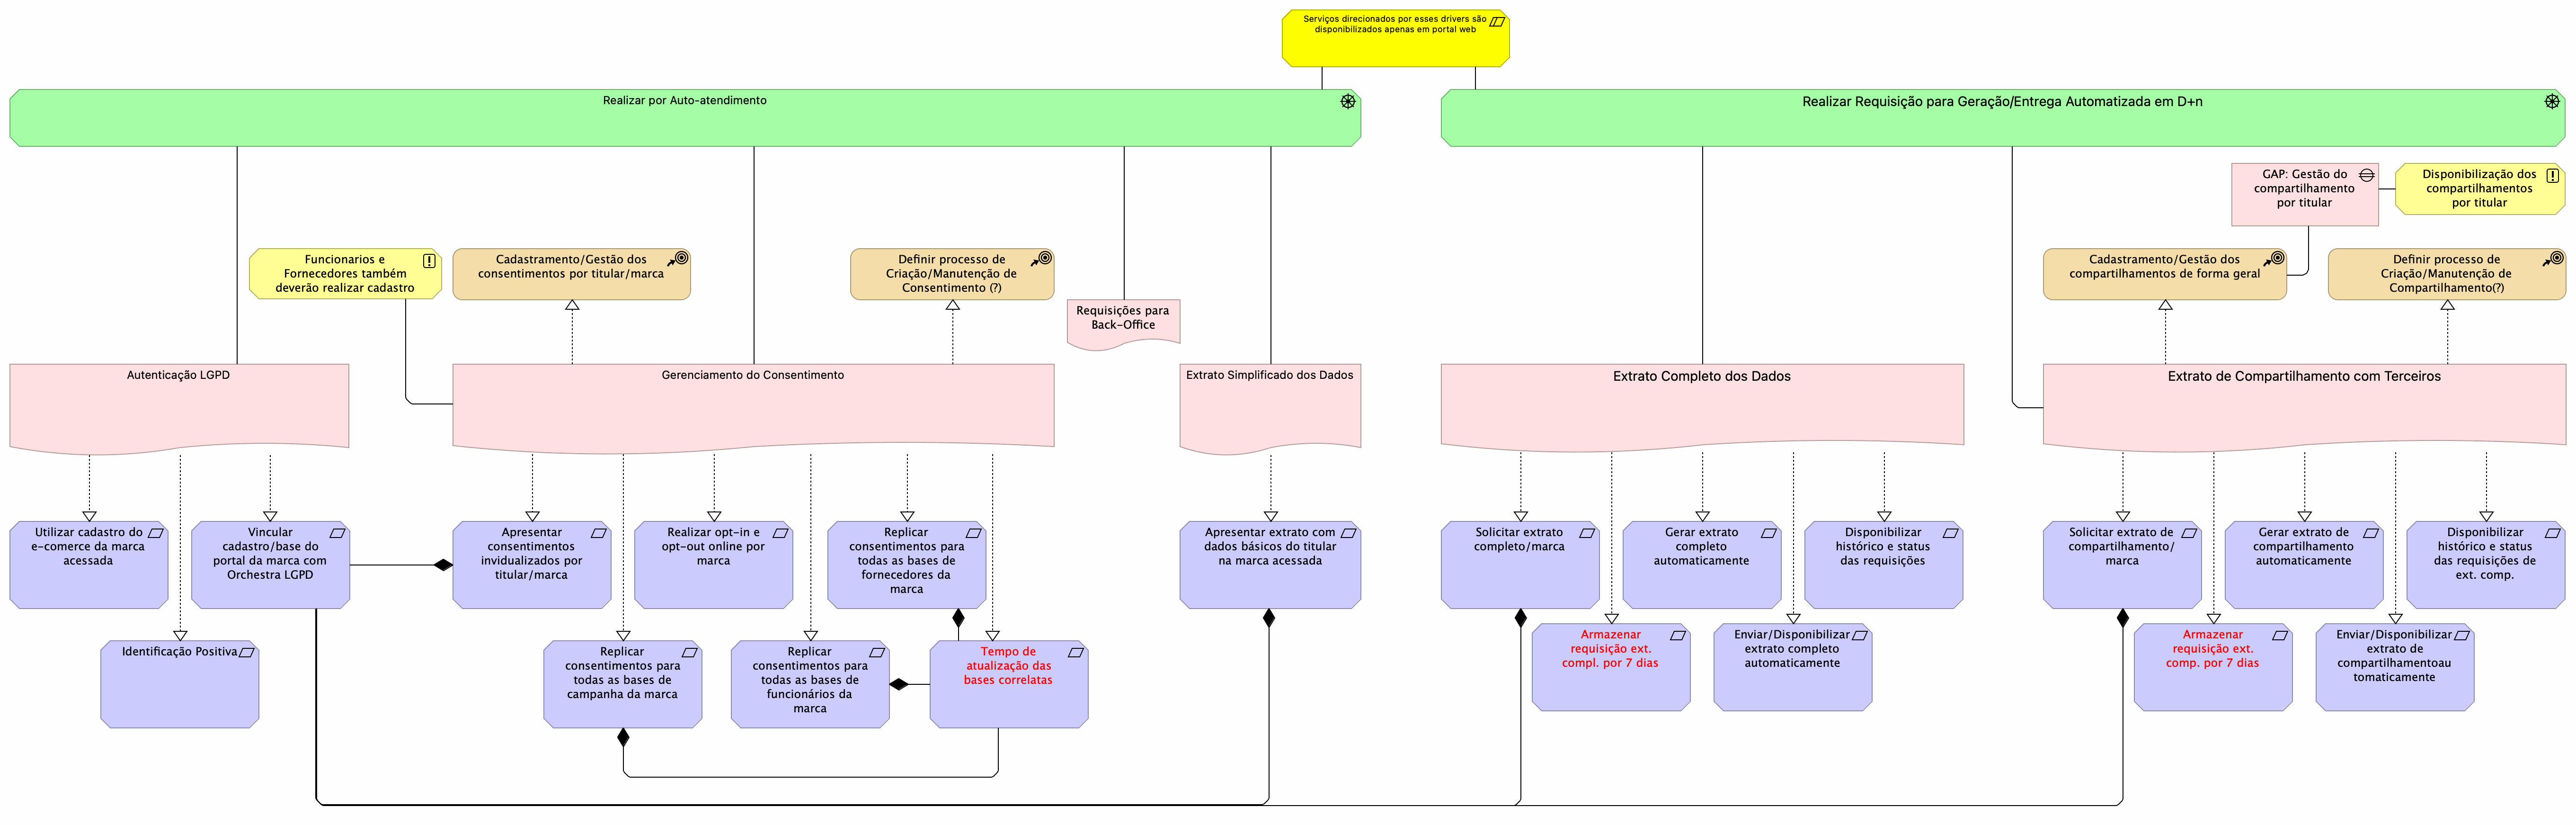 Serviços direcionados por esses drivers são
disponibilizados apenas em portal web
Realizar por Auto-atendimento
Realizar Requisição para Geração/Entrega Automatizada em D+n
GAP: Gestão do
compartilhamento
por titular
Disponibilização dos
compartilhamentos
por titular
Funcionarios e
Fornecedores também
deverão realizar cadastro
Cadastramento/Gestão dos
consentimentos por titular/marca
Definir processo de
Criação/Manutenção de
Consentimento (?)
Requisições para
Back-Office
Cadastramento/Gestão dos
compartilhamentos de forma geral
Definir processo de
Criação/Manutenção de
Compartilhamento(?)
Autenticação LGPD
Gerenciamento do Consentimento
Extrato Simplificado dos Dados
Extrato Completo dos Dados
Extrato de Compartilhamento com Terceiros
Utilizar cadastro do
e-comerce da marca
acessada
Vincular
cadastro/base do
portal da marca com
Orchestra LGPD
Apresentar
consentimentos
invidualizados por
titular/marca
Realizar opt-in e
opt-out online por
marca
Replicar
consentimentos para
todas as bases de
fornecedores da
marca
Apresentar extrato com
dados básicos do titular
na marca acessada
Solicitar extrato
completo/marca
Gerar extrato
completo
automaticamente
Disponibilizar
histórico e status
das requisições
Solicitar extrato de
compartilhamento/
marca
Gerar extrato de
compartilhamento
automaticamente
Disponibilizar
histórico e status
das requisições de
ext. comp.
Identificação Positiva
Replicar
consentimentos para
todas as bases de
campanha da marca
Replicar
consentimentos para
todas as bases de
funcionários da
marca
Tempo de
atualização das
bases correlatas
Armazenar
requisição ext.
compl. por 7 dias
Enviar/Disponibilizar
extrato completo
automaticamente
Armazenar
requisição ext.
comp. por 7 dias
Enviar/Disponibilizar
extrato de
compartilhamentoau
tomaticamente